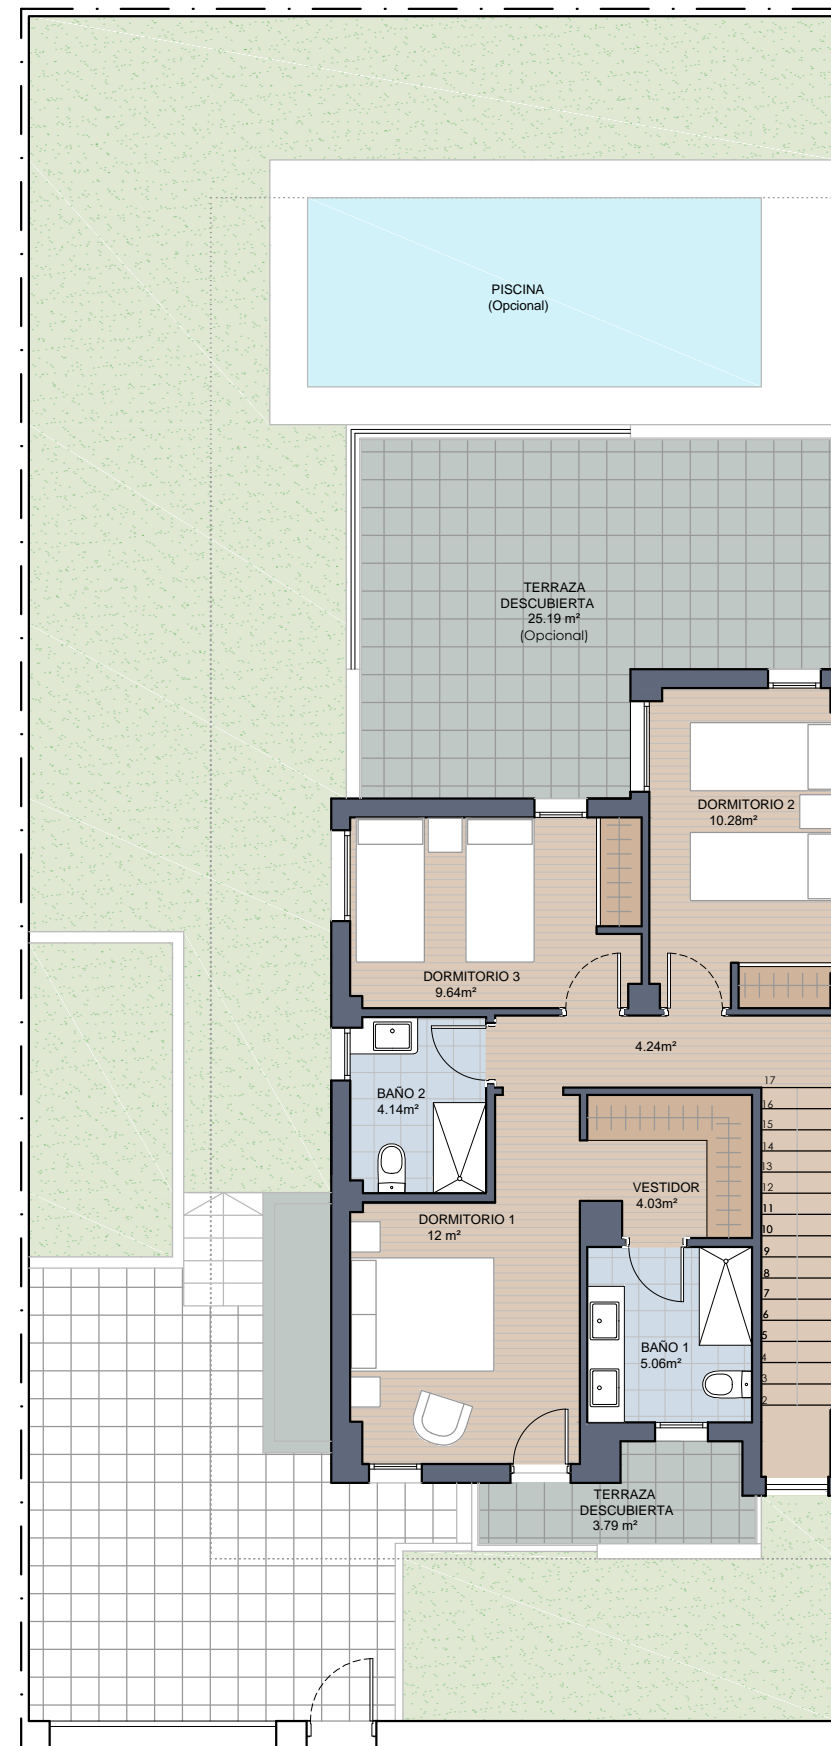 PISCINA
(Opcional)
TERRAZA
DESCUBIERTA
25.19 m²
(Opcional)
DORMITORIO 2
10.28m²
DORMITORIO 3
9.64m²
4.24m²
BAÑO 2
4.14m²
17
16
15
14
13
12
11
10
9
8
7
6
5
4
3
2
VESTIDOR
4.03m²
DORMITORIO 1
12 m²
BAÑO 1
5.06m²
TERRAZA
DESCUBIERTA
3.79 m²